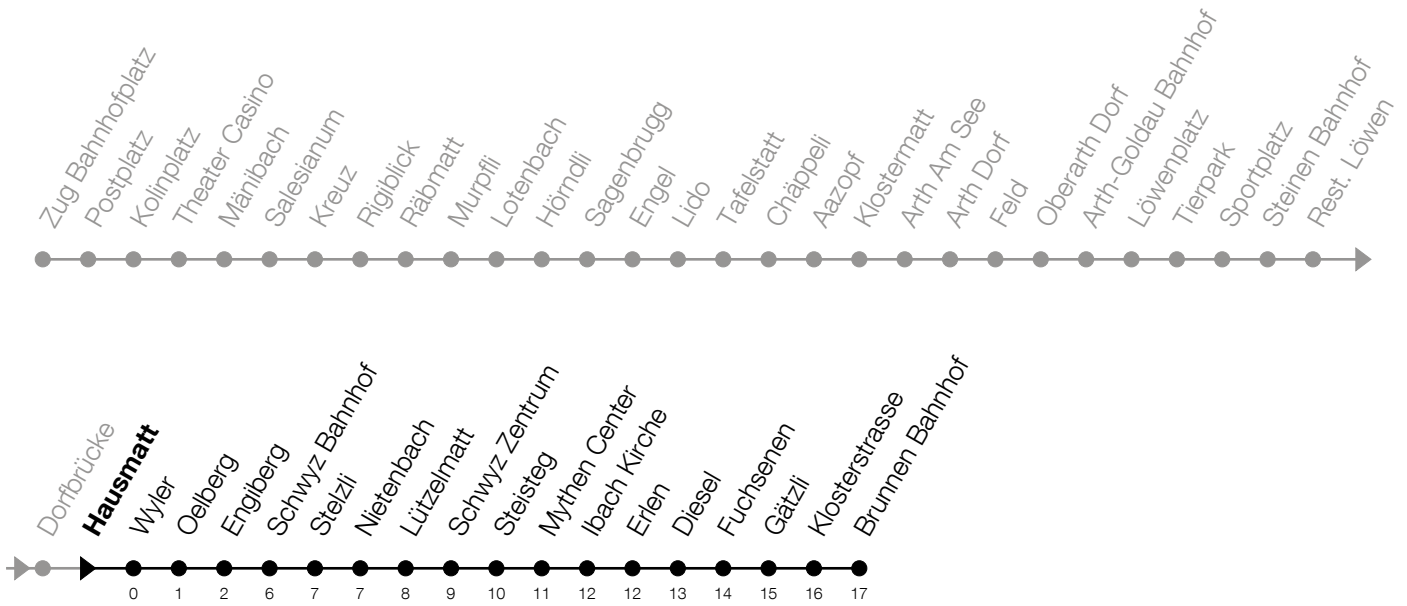 Zug Bahnhofplatz
Postplatz
Kolinplatz
Theater Casino
Mänibach
Salesianum
Kreuz
Rigiblick
Räbmatt
Murpfli
Lotenbach
Hörndli
Sagenbrugg
Engel
Lido
Tafelstatt
Chäppeli
Aazopf
Klostermatt
Arth Am See
Arth Dorf
Feld
Oberarth Dorf
Arth-Goldau Bahnhof
Löwenplatz
Tierpark
Sportplatz
Steinen Bahnhof
Rest. Löwen
Dorfbrücke
Hausmatt
Wyler
Oelberg
Engiberg
Schwyz Bahnhof
Stelzli
Nietenbach
Lützelmatt
Schwyz Zentrum
Steisteg
Mythen Center
Ibach Kirche
Erlen
Diesel
Fuchsenen
Gätzli
Klosterstrasse
Brunnen Bahnhof
0 1 2 6 7 7 8 9 10 11 12 12 13 14 15 16 17